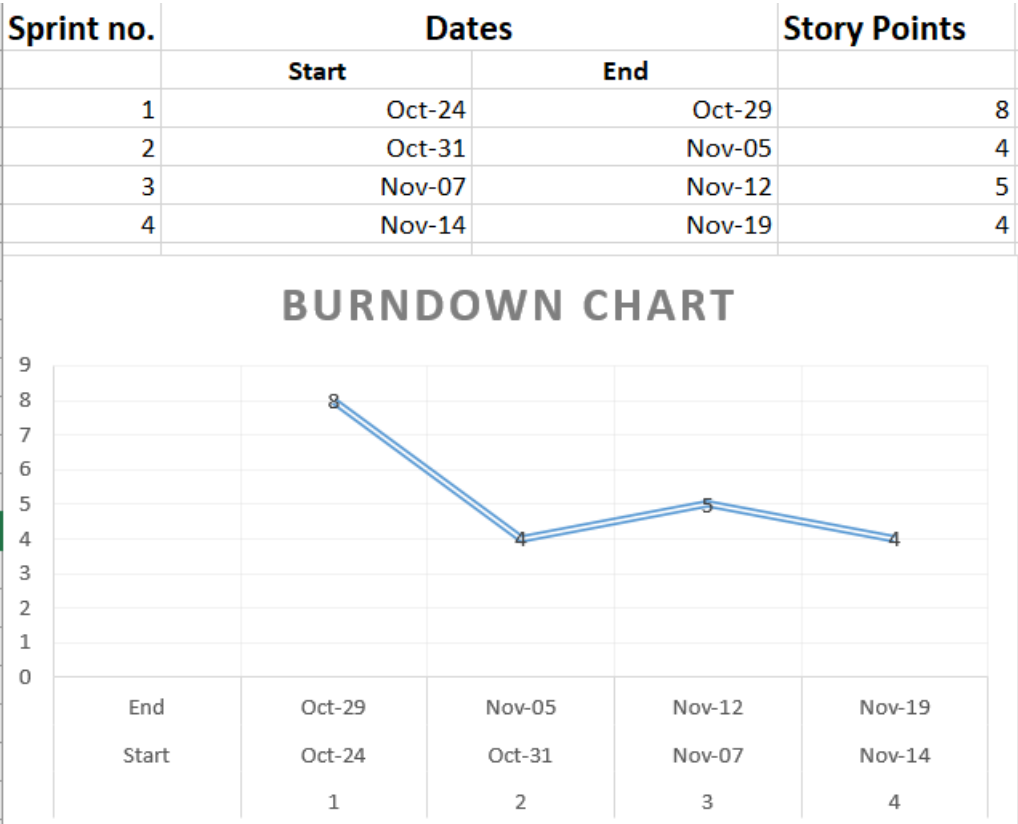 Sprint no. Dates Story Points
Start End
1 Oct-24 Oct-29 8
2 Oct-31 Nov-05 4
3 Nov-07 Nov-12 5
4 Nov-14 Nov-19 4
BURNDOWN CHART
9
8
7
6
5
4
3
2
1
0
8
4
5
4
End Oct-29 Nov-05 Nov-12 Nov-19
Start Oct-24 Oct-31 Nov-07 Nov-14
1 2 3 4